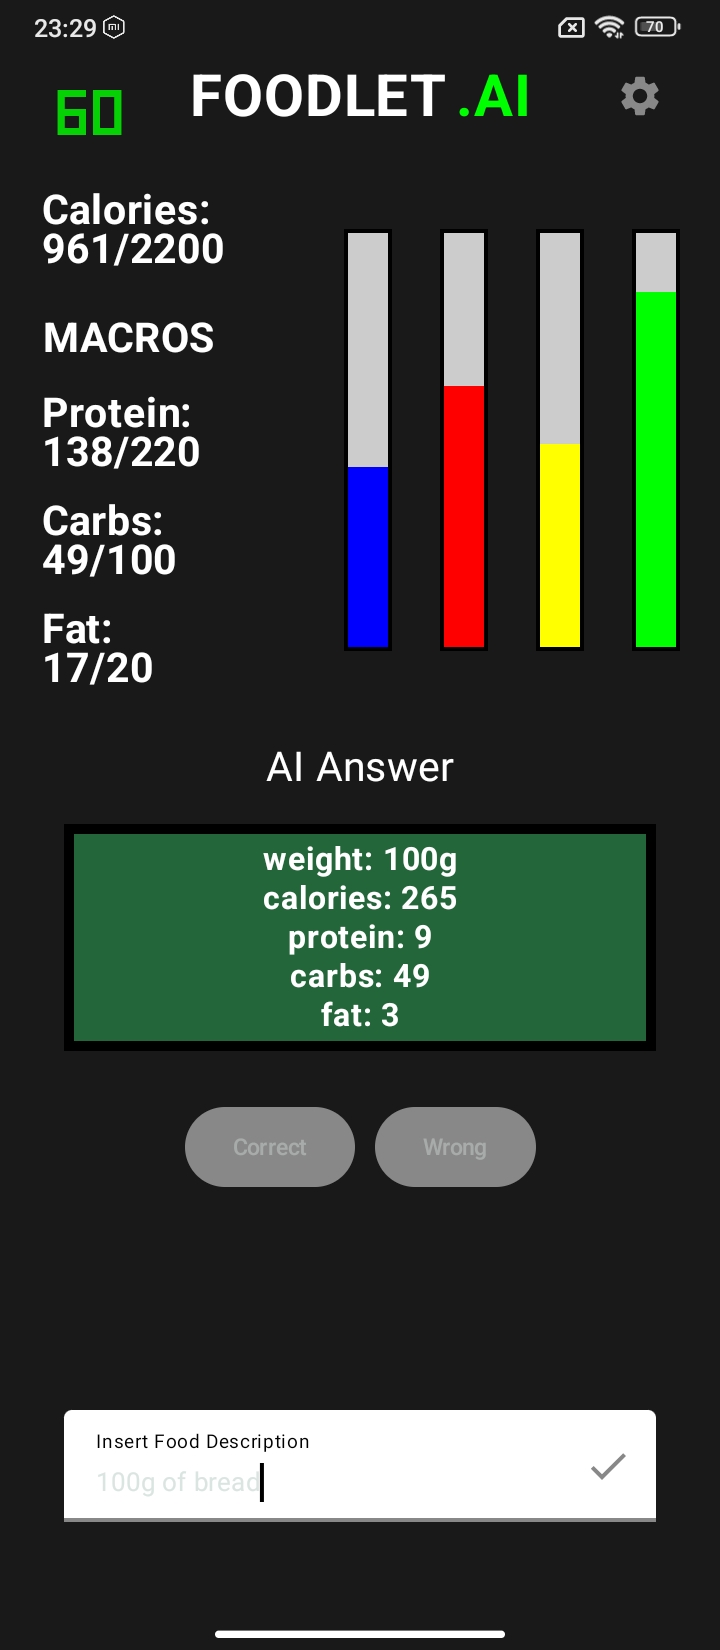 23:29
70
60
FOODLET .AI
Calories:
961/2200
MACROS
Protein:
138/220
Carbs:
49/100
Fat:
17/20
AI Answer
weight: 100g
calories: 265
protein: 9
carbs: 49
fat: 3
Correct
Wrong
Insert Food Description
100g of bread